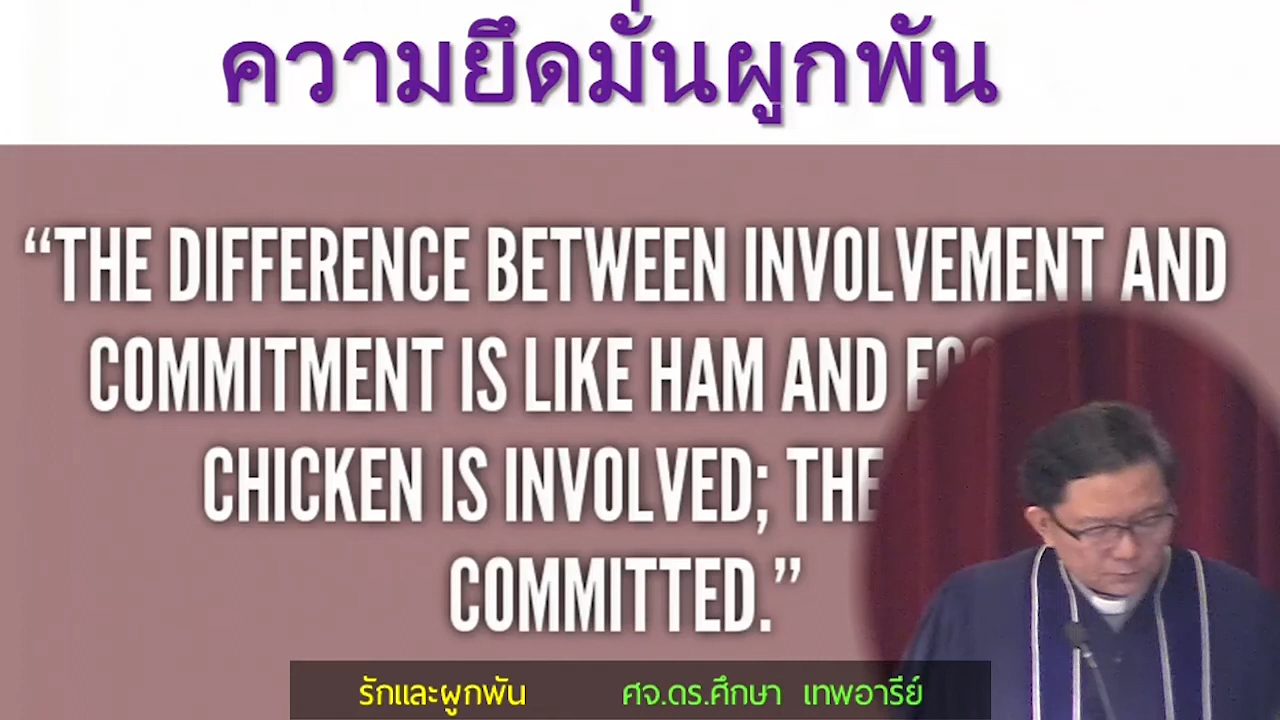 ความยึดมั่นผูกพัน
“THE DIFFERENCE BETWEEN INVOLVEMENT AND
COMMITMENT IS LIKE HAM AND
CHICKEN IS INVOLVED; THE
COMMITTED.”
รักและผูกพัน ศจ.ดร.ศึกษา เทพอารีย์